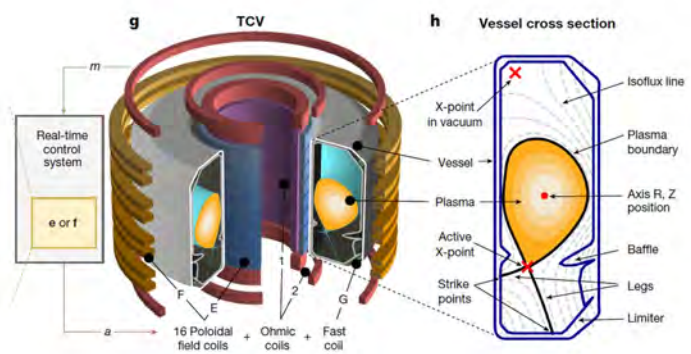 g
TCV
h
Vessel cross section
m
Real-time
control
system
e or f
a
X-point
in vacuum
Isoflux line
Vessel
Plasma
boundary
Plasma
Axis R, Z
position
Active
X-point
Baffle
Strike
points
Legs
Limiter
1
2
F
E
G
16 Poloidal
field coils
+
Ohmic
coils
+
Fast
coil